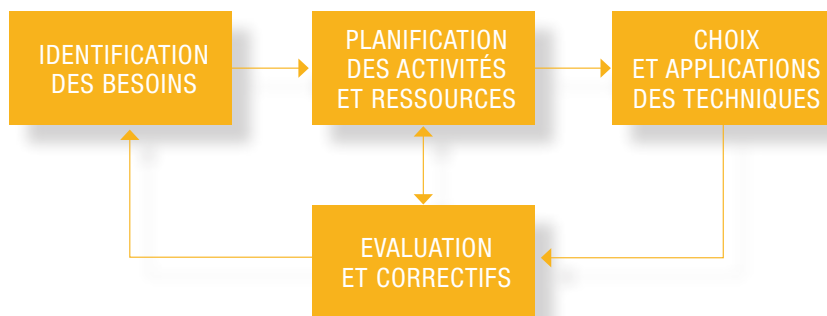 IDENTIFICATION
DES BESOINS
PLANIFICATION
DES ACTIVITÉS
ET RESSOURCES
CHOIX
ET APPLICATIONS
DES TECHNIQUES
EVALUATION
ET CORRECTIFS